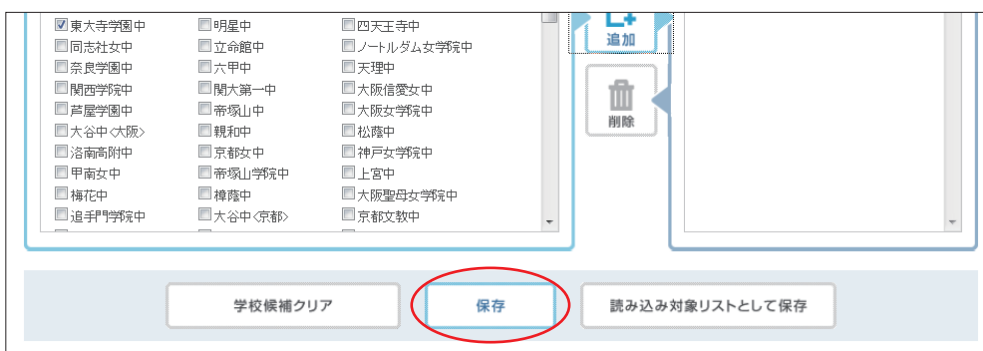 東大寺学園中 明星中 四天王寺中
同志社女中 立命館中 ノートルダム女学院中
奈良学園中 六甲中 天理中
関西学院中 関大第一中 大阪信愛女中
芦屋学園中 帝塚山中 大阪女学院中
大谷中<大阪> 親和中 松蔭中
洛南高附中 京都女中 神戸女学院中
甲南女中 帝塚山学院中 上宮中
梅花中 樟蔭中 大阪聖母女学院中
追手門学院中 大谷中<京都> 京都文教中
追加
削除
学校候補クリア 保存 読み込み対象リストとして保存